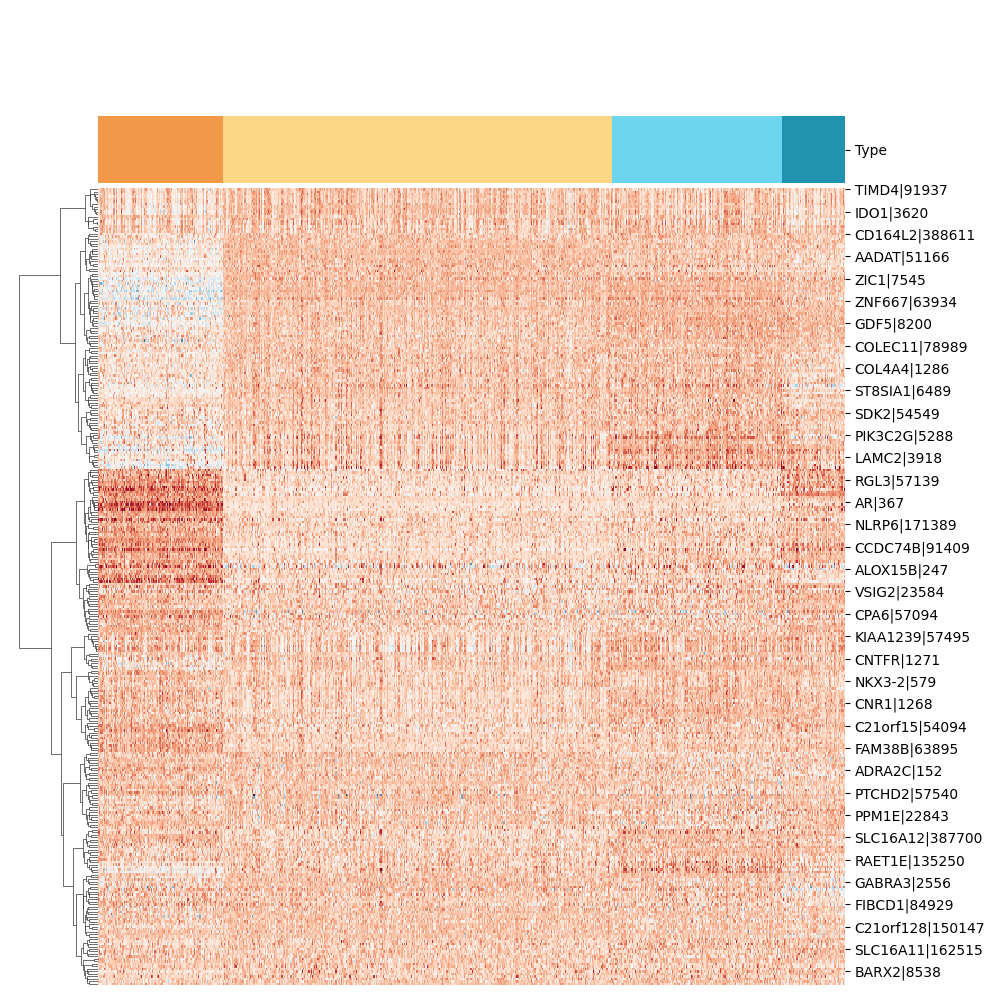 Type
TIMD4|91937
IDO1|3620
CD164L2|388611
AADAT|51166
ZIC1|7545
ZNF667|63934
GDF5|8200
COLEC11|78989
COL4A4|1286
ST8SIA1|6489
SDK2|54549
PIK3C2G|5288
LAMC2|3918
RGL3|57139
AR|367
NLRP6|171389
CCDC74B|91409
ALOX15B|247
VSIG2|23584
CPA6|57094
KIAA1239|57495
CNTFR|1271
NKX3-2|579
CNR1|1268
C21orf15|54094
FAM38B|63895
ADRA2C|152
PTCHD2|57540
PPM1E|22843
SLC16A12|387700
RAET1E|135250
GABRA3|2556
FIBCD1|84929
C21orf128|150147
SLC16A11|162515
BARX2|8538